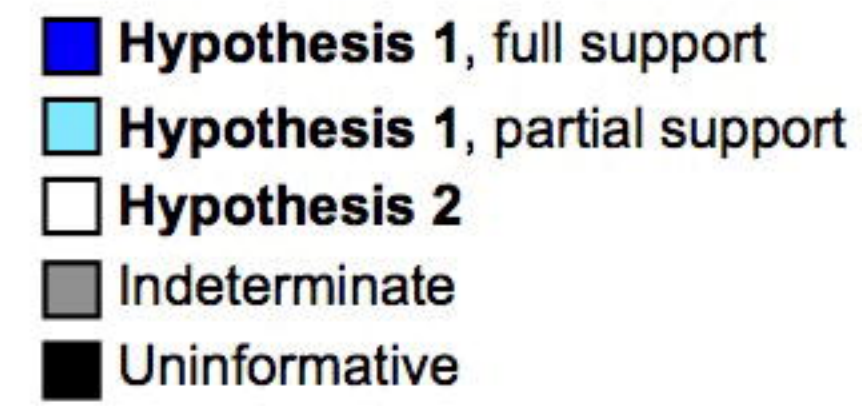 Hypothesis 1, full support
Hypothesis 1, partial support
Hypothesis 2
Indeterminate
Uninformative